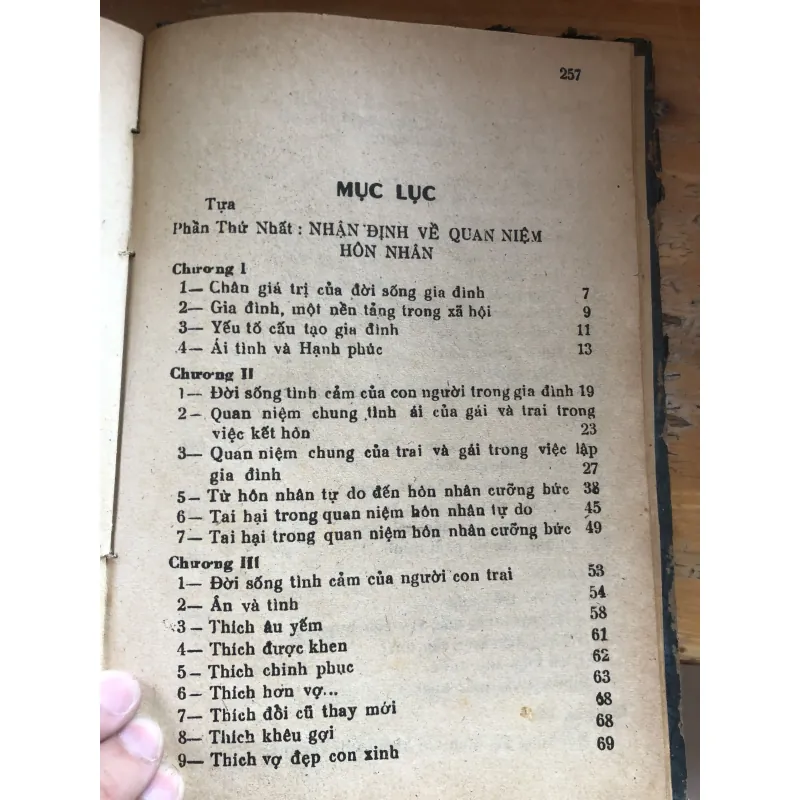 257
MỤC LỤC
Tựa
Phần Thứ Nhất : NHẬN ĐỊNH VỀ QUAN NIỆM
HÔN NHÂN
Chương I
1— Chân giá trị của đời sống gia đình 7
2— Gia đình, một nền tảng trong xã hội 9
3— Yếu tố cấu tạo gia đình 11
4— Ái tình và Hạnh phúc 13
Chương II
1— Đời sống tình cảm của con người trong gia đình 19
2- Quan niệm chung tình ái của gái và trai trong
việc kết hôn 23
3— Quan niệm chung của trai và gái trong việc lập
gia đình 27
5— Từ hôn nhân tự do đến hôn nhân cưỡng bức 38
6— Tai hại trong quan niệm hôn nhân tự do 45
7— Tai hại trong quan niệm hôn nhân cưỡng bức 49
Chương III
1— Đời sống tình cảm của người con trai 53
2— Ân và tình 54
3— Thích âu yếm 58
4— Thích được khen 61
5— Thích chinh phục 62
6— Thích hơn vợ... 63
7— Thích đổi cũ thay mới 68
8— Thích khêu gợi 68
9— Thích vợ đẹp con xinh 69